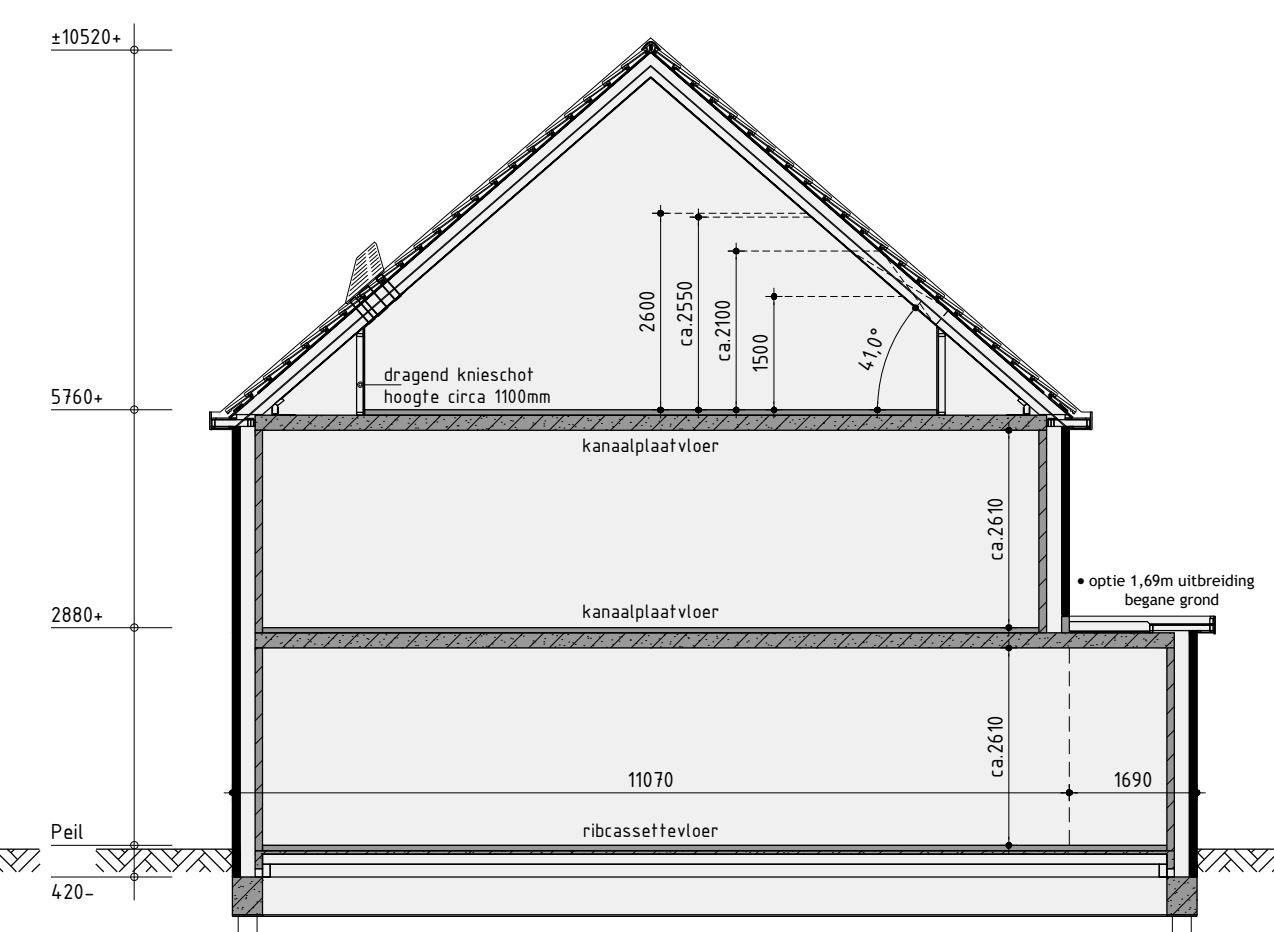 ±10520+
2600
ca.2550
ca.2100
1500
41,0°
dragend knieschot
hoogte circa 1100mm
5760+
kanaalplaatvloer
ca.2610
• optie 1,69m uitbreiding
begane grond
kanaalplaatvloer
2880+
ca.2610
11070
1690
Peil
ribcassettevloer
420-